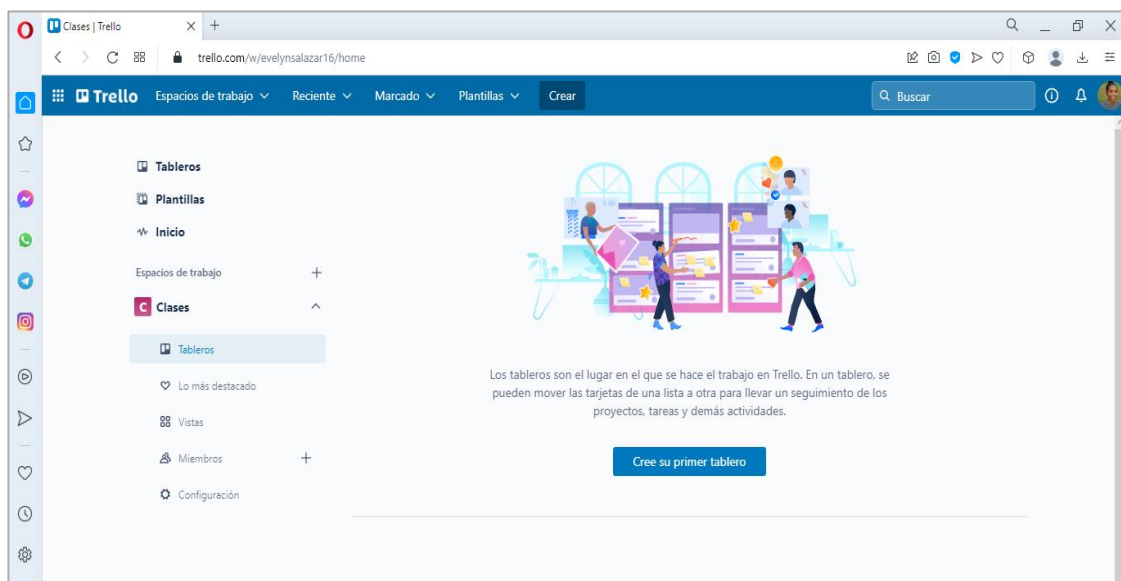 Clases | Trello
trello.com/w/evelynsalazar16/home
Trello Espacios de trabajo Reciente Marcado Plantillas Crear Buscar
Tableros
Plantillas
Inicio
Espacios de trabajo
C Clases
Tableros
Lo más destacado
Vistas
Miembros
Configuración
Los tableros son el lugar en el que se hace el trabajo en Trello. En un tablero, se
pueden mover las tarjetas de una lista a otra para llevar un seguimiento de los
proyectos, tareas y demás actividades.
Cree su primer tablero